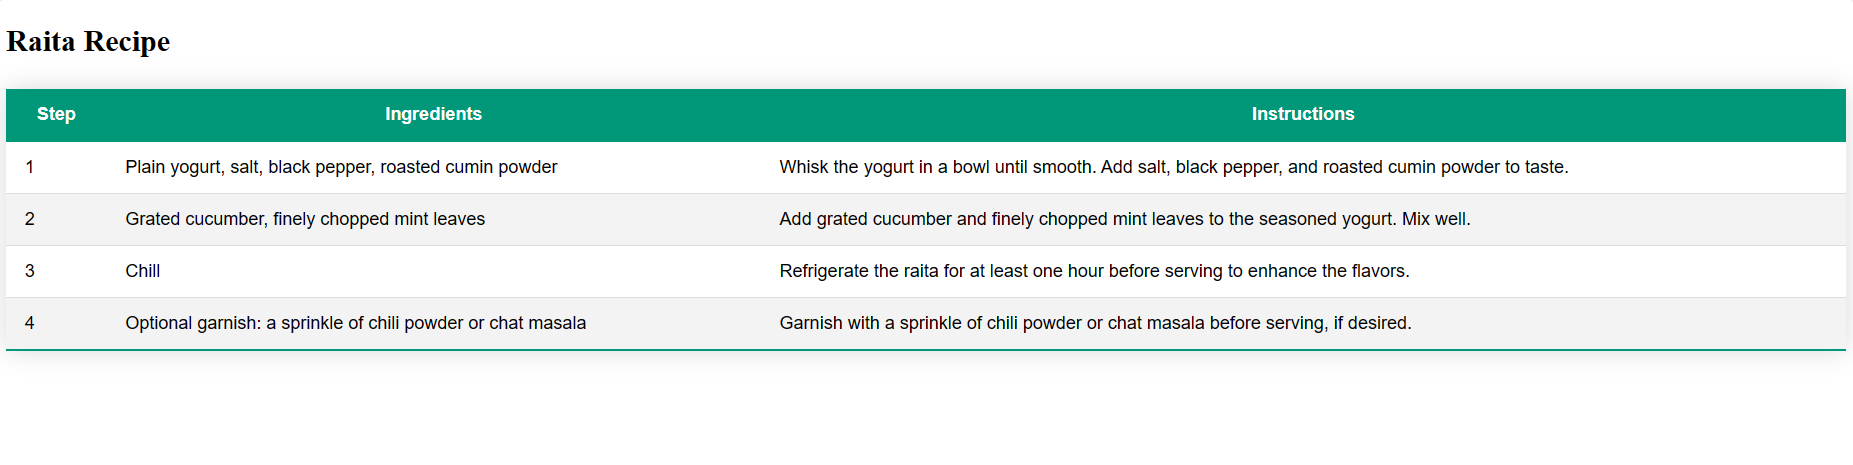 Raita Recipe
Step Ingredients Instructions
1 Plain yogurt, salt, black pepper, roasted cumin powder Whisk the yogurt in a bowl until smooth. Add salt, black pepper, and roasted cumin powder to taste.
2 Grated cucumber, finely chopped mint leaves Add grated cucumber and finely chopped mint leaves to the seasoned yogurt. Mix well.
3 Chill Refrigerate the raita for at least one hour before serving to enhance the flavors.
4 Optional garnish: a sprinkle of chili powder or chat masala Garnish with a sprinkle of chili powder or chat masala before serving, if desired.